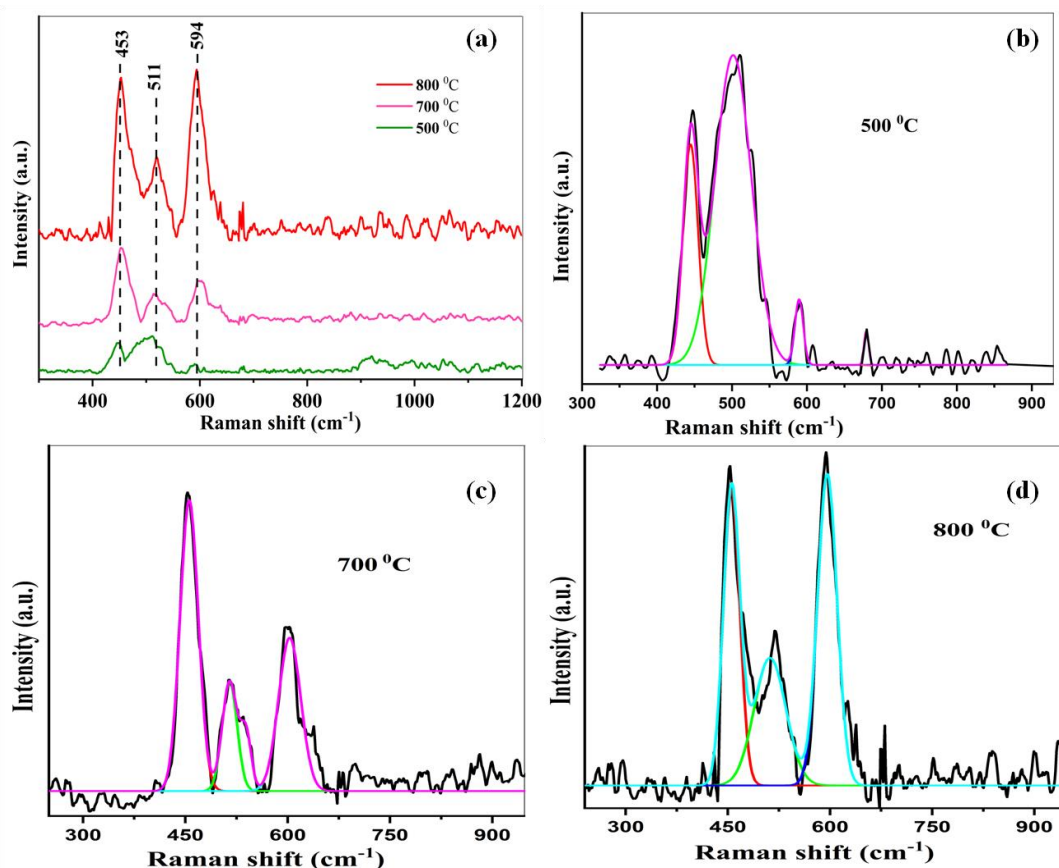 (a)
453
511
594
800 ⁰C
700 ⁰C
500 ⁰C
Intensity (a.u.)
400 600 800 1000 1200
Raman shift (cm⁻¹)
(b)
500 ⁰C
Intensity (a.u.)
300 400 500 600 700 800 900
Raman shift (cm⁻¹)
(c)
700 ⁰C
Intensity (a.u.)
300 450 600 750 900
Raman shift (cm⁻¹)
(d)
800 ⁰C
Intensity (a.u.)
300 450 600 750 900
Raman shift (cm⁻¹)